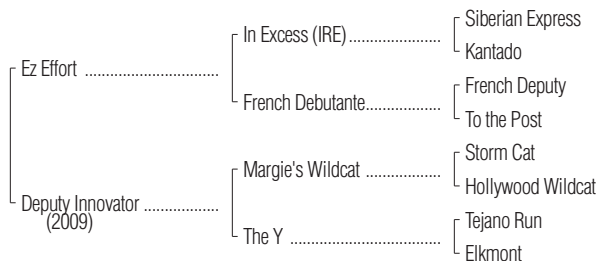 Siberian Express
In Excess (IRE)
Kantado
Ez Effort
French Deputy
French Debutante
To the Post
Storm Cat
Margie's Wildcat
Hollywood Wildcat
Deputy Innovator
(2009)
Tejano Run
The Y
Elkmont